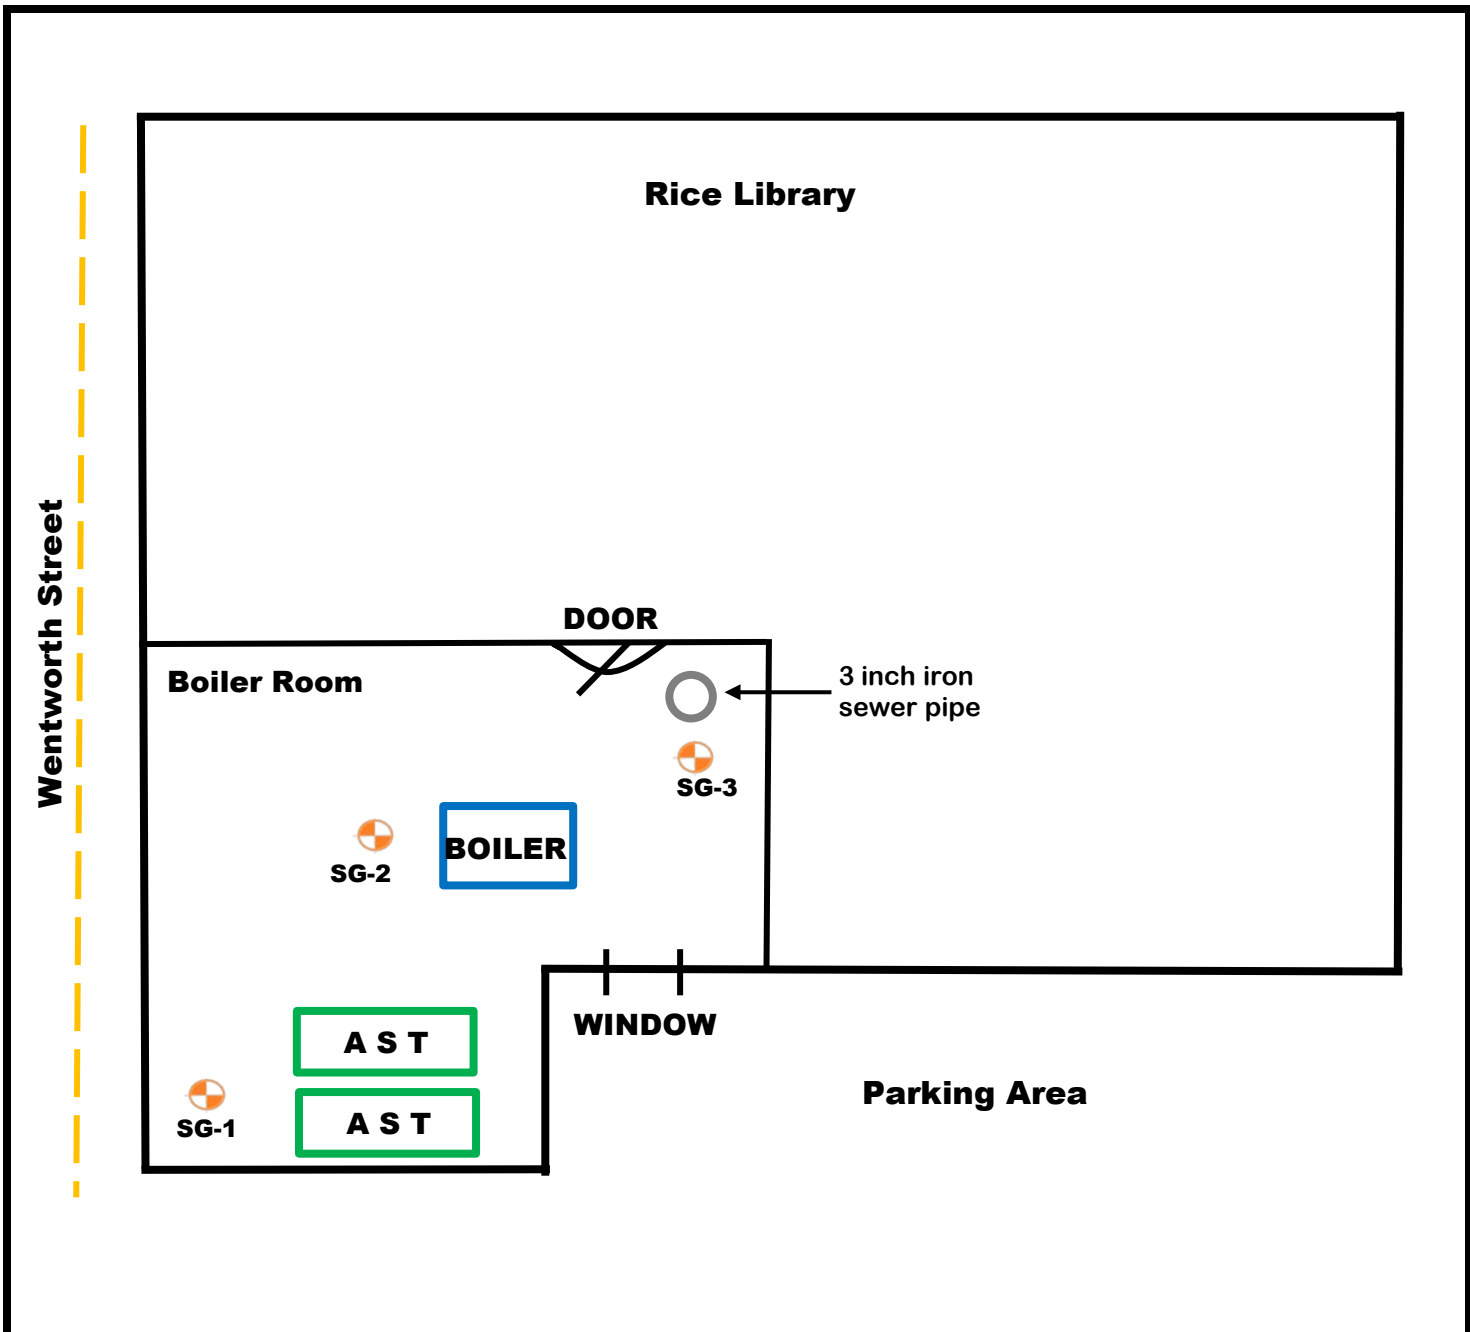 Rice Library
Wentworth Street
DOOR
Boiler Room
3 inch iron
sewer pipe
SG-3
BOILER
SG-2
WINDOW
A S T
A S T
Parking Area
SG-1